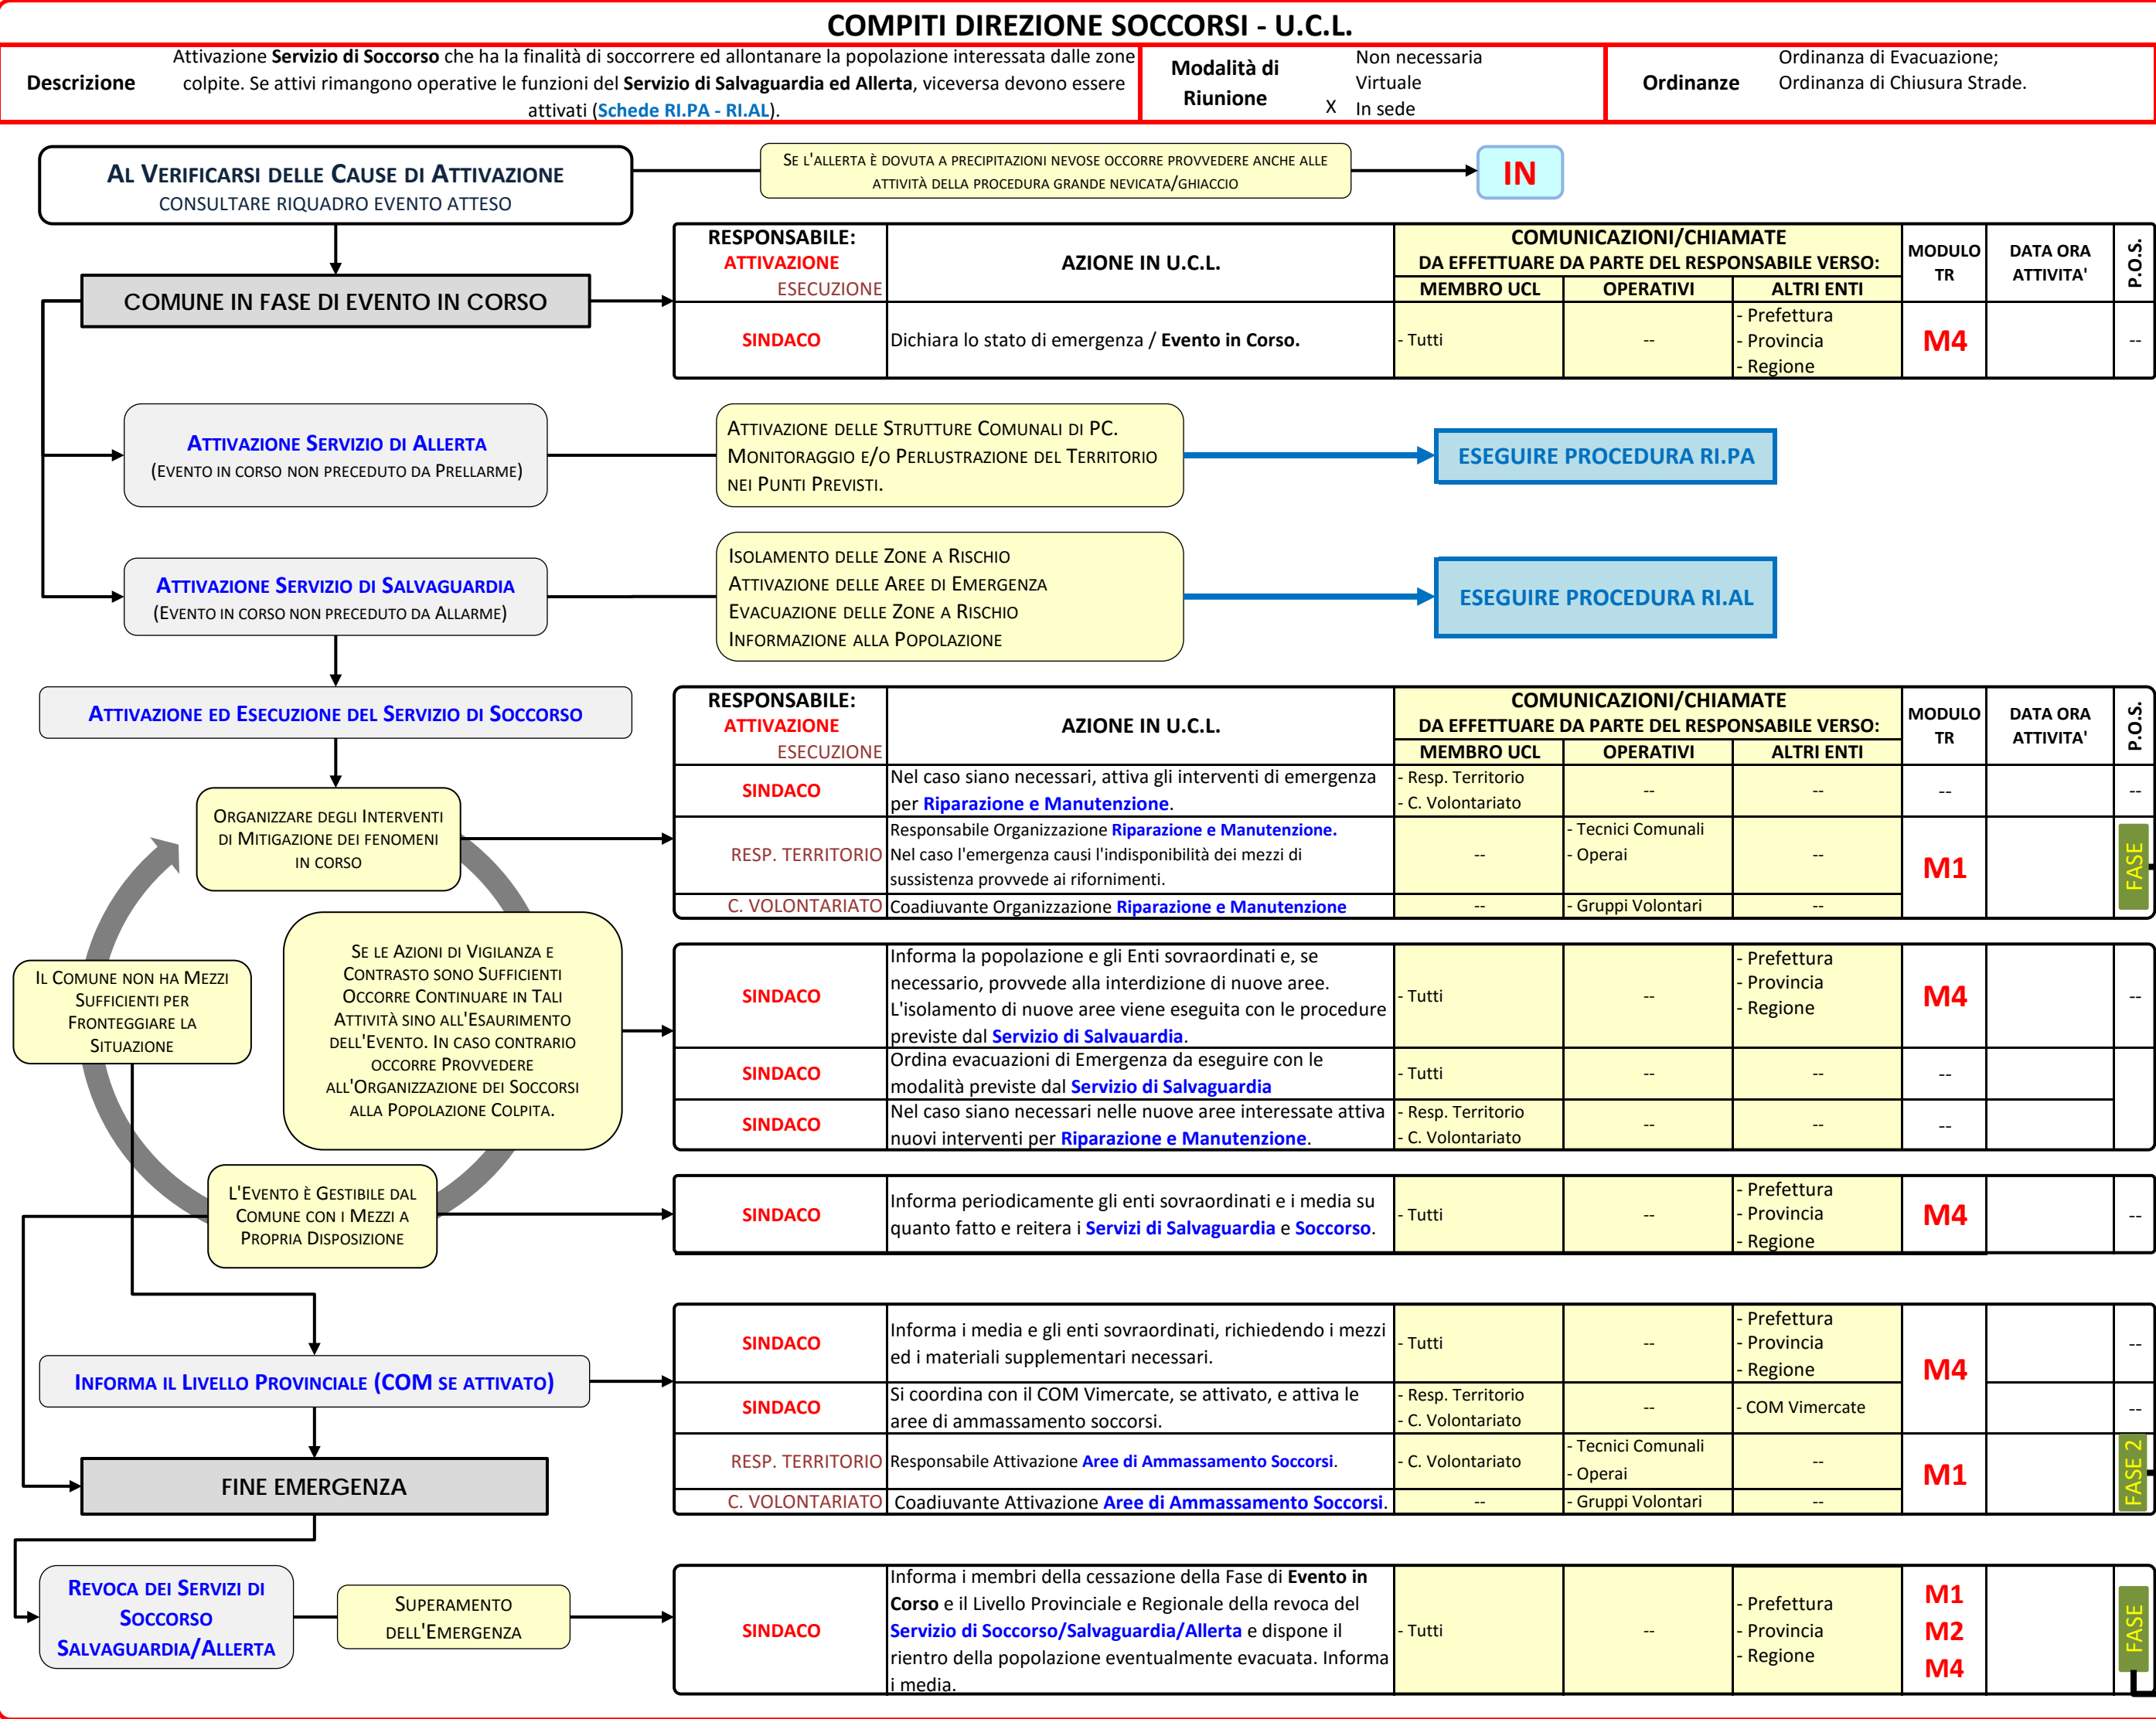 COMPITI DIREZIONE SOCCORSI - U.C.L.
Descrizione
Attivazione Servizio di Soccorso che ha la finalità di soccorrere ed allontanare la popolazione interessata dalle zone
colpite. Se attivi rimangono operative le funzioni del Servizio di Salvaguardia ed Allerta, viceversa devono essere
attivati (Schede RI.PA - RI.AL).
Modalità di
Riunione
Non necessaria
Virtuale
X In sede
Ordinanze
Ordinanza di Evacuazione;
Ordinanza di Chiusura Strade.
AL VERIFICARSI DELLE CAUSE DI ATTIVAZIONE
CONSULTARE RIQUADRO EVENTO ATTESO
SE L'ALLERTA È DOVUTA A PRECIPITAZIONI NEVOSE OCCORRE PROVVEDERE ANCHE ALLE
ATTIVITÀ DELLA PROCEDURA GRANDE NEVICATA/GHIACCIO
IN
COMUNE IN FASE DI EVENTO IN CORSO
RESPONSABILE:
ATTIVAZIONE
ESECUZIONE
AZIONE IN U.C.L.
COMUNICAZIONI/CHIAMATE
DA EFFETTUARE DA PARTE DEL RESPONSABILE VERSO:
MEMBRO UCL
OPERATIVI
ALTRI ENTI
MODULO
TR
DATA ORA
ATTIVITA'
P.O.S.
SINDACO
Dichiara lo stato di emergenza / Evento in Corso.
- Tutti
--
- Prefettura
- Provincia
- Regione
M4
--
ATTIVAZIONE SERVIZIO DI ALLERTA
(EVENTO IN CORSO NON PRECEDUTO DA PRELLARME)
ATTIVAZIONE DELLE STRUTTURE COMUNALI DI PC.
MONITORAGGIO E/O PERLUSTRAZIONE DEL TERRITORIO
NEI PUNTI PREVISTI.
ESEGUIRE PROCEDURA RI.PA
ATTIVAZIONE SERVIZIO DI SALVAGUARDIA
(EVENTO IN CORSO NON PRECEDUTO DA ALLARME)
ISOLAMENTO DELLE ZONE A RISCHIO
ATTIVAZIONE DELLE AREE DI EMERGENZA
EVACUAZIONE DELLE ZONE A RISCHIO
INFORMAZIONE ALLA POPOLAZIONE
ESEGUIRE PROCEDURA RI.AL
ATTIVAZIONE ED ESECUZIONE DEL SERVIZIO DI SOCCORSO
RESPONSABILE:
ATTIVAZIONE
ESECUZIONE
AZIONE IN U.C.L.
COMUNICAZIONI/CHIAMATE
DA EFFETTUARE DA PARTE DEL RESPONSABILE VERSO:
MEMBRO UCL
OPERATIVI
ALTRI ENTI
MODULO
TR
DATA ORA
ATTIVITA'
P.O.S.
ORGANIZZARE DEGLI INTERVENTI
DI MITIGAZIONE DEI FENOMENI
IN CORSO
SINDACO
Nel caso siano necessari, attiva gli interventi di emergenza
per Riparazione e Manutenzione.
- Resp. Territorio
- C. Volontariato
--
--
--
--
RESP. TERRITORIO
Responsabile Organizzazione Riparazione e Manutenzione.
Nel caso l'emergenza causi l'indisponibilità dei mezzi di
sussistenza provvede ai rifornimenti.
--
- Tecnici Comunali
- Operai
--
M1
FASE
C. VOLONTARIATO
Coadiuvante Organizzazione Riparazione e Manutenzione
--
- Gruppi Volontari
--
IL COMUNE NON HA MEZZI
SUFFICIENTI PER
FRONTEGGIARE LA
SITUAZIONE
SE LE AZIONI DI VIGILANZA E
CONTRASTO SONO SUFFICIENTI
OCCORRE CONTINUARE IN TALI
ATTIVITÀ SINO ALL'ESAURIMENTO
DELL'EVENTO. IN CASO CONTRARIO
OCCORRE PROVVEDERE
ALL'ORGANIZZAZIONE DEI SOCCORSI
ALLA POPOLAZIONE COLPITA.
SINDACO
Informa la popolazione e gli Enti sovraordinati e, se
necessario, provvede alla interdizione di nuove aree.
L'isolamento di nuove aree viene eseguita con le procedure
previste dal Servizio di Salvauardia.
- Tutti
--
- Prefettura
- Provincia
- Regione
M4
--
SINDACO
Ordina evacuazioni di Emergenza da eseguire con le
modalità previste dal Servizio di Salvaguardia
- Tutti
--
--
--
SINDACO
Nel caso siano necessari nelle nuove aree interessate attiva
nuovi interventi per Riparazione e Manutenzione.
- Resp. Territorio
- C. Volontariato
--
--
--
L'EVENTO È GESTIBILE DAL
COMUNE CON I MEZZI A
PROPRIA DISPOSIZIONE
SINDACO
Informa periodicamente gli enti sovraordinati e i media su
quanto fatto e reitera i Servizi di Salvaguardia e Soccorso.
- Tutti
--
- Prefettura
- Provincia
- Regione
M4
--
INFORMA IL LIVELLO PROVINCIALE (COM SE ATTIVATO)
SINDACO
Informa i media e gli enti sovraordinati, richiedendo i mezzi
ed i materiali supplementari necessari.
- Tutti
--
- Prefettura
- Provincia
- Regione
M4
--
SINDACO
Si coordina con il COM Vimercate, se attivato, e attiva le
aree di ammassamento soccorsi.
- Resp. Territorio
- C. Volontariato
--
- COM Vimercate
--
RESP. TERRITORIO
Responsabile Attivazione Aree di Ammassamento Soccorsi.
- C. Volontariato
- Tecnici Comunali
- Operai
--
M1
FASE 2
C. VOLONTARIATO
Coadiuvante Attivazione Aree di Ammassamento Soccorsi.
--
- Gruppi Volontari
--
FINE EMERGENZA
REVOCA DEI SERVIZI DI
SOCCORSO
SALVAGUARDIA/ALLERTA
SUPERAMENTO
DELL'EMERGENZA
SINDACO
Informa i membri della cessazione della Fase di Evento in
Corso e il Livello Provinciale e Regionale della revoca del
Servizio di Soccorso/Salvaguardia/Allerta e dispone il
rientro della popolazione eventualmente evacuata. Informa
i media.
- Tutti
--
- Prefettura
- Provincia
- Regione
M1
M2
M4
FASE